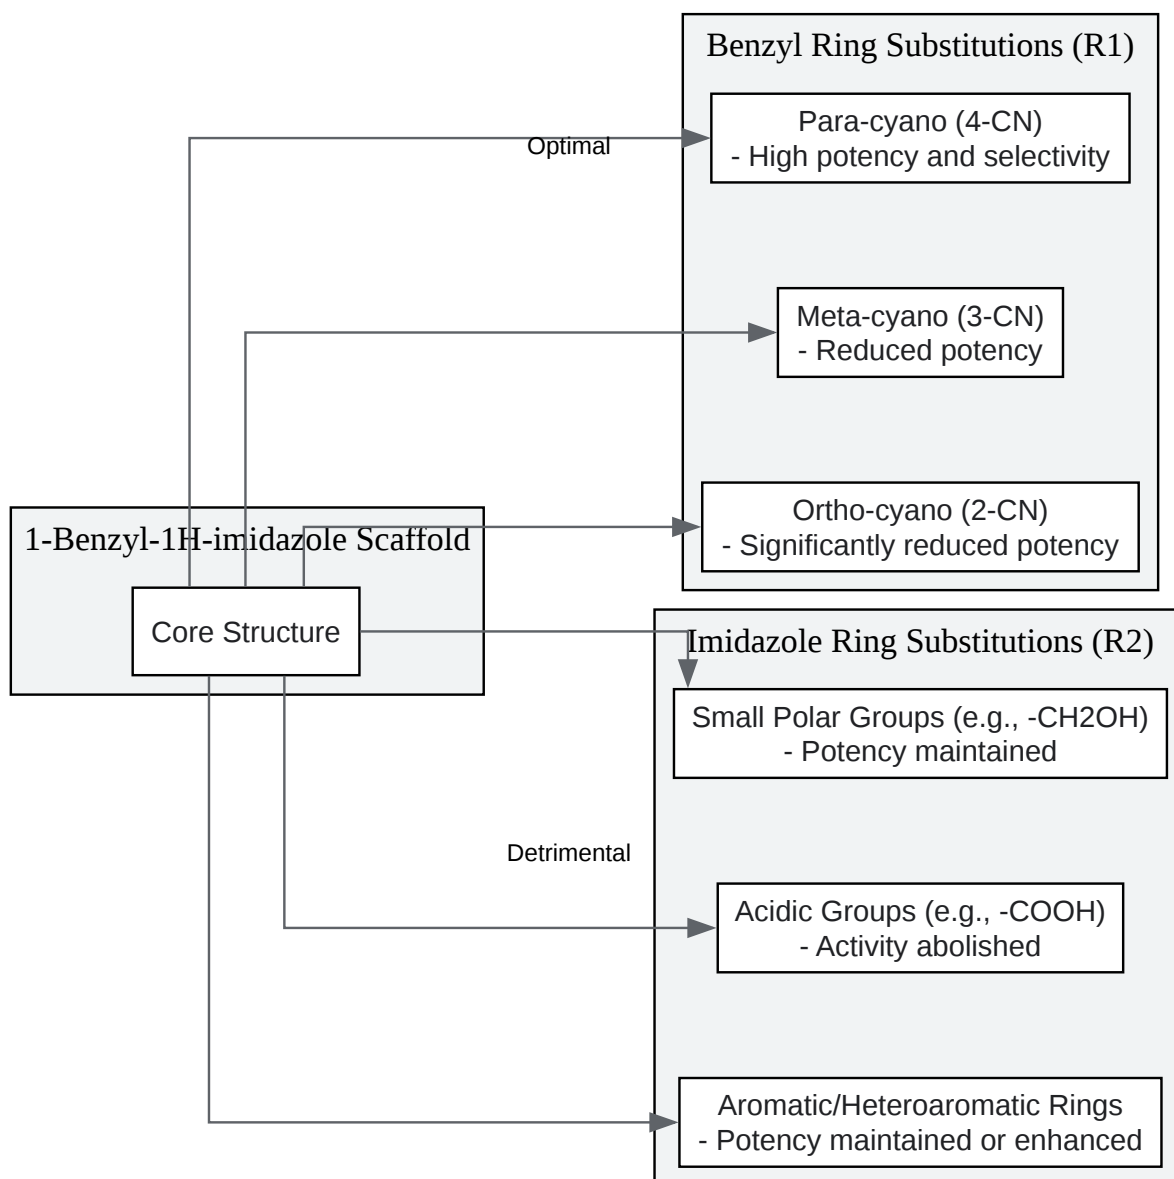 Benzyl Ring Substitutions (R1)
Para-cyano (4-CN)
- High potency and selectivity
Optimal
Meta-cyano (3-CN)
- Reduced potency
Ortho-cyano (2-CN)
- Significantly reduced potency
1-Benzyl-1H-imidazole Scaffold
Core Structure
Imidazole Ring Substitutions (R2)
Small Polar Groups (e.g., -CH2OH)
- Potency maintained
Detrimental
Acidic Groups (e.g., -COOH)
- Activity abolished
Aromatic/Heteroaromatic Rings
- Potency maintained or enhanced